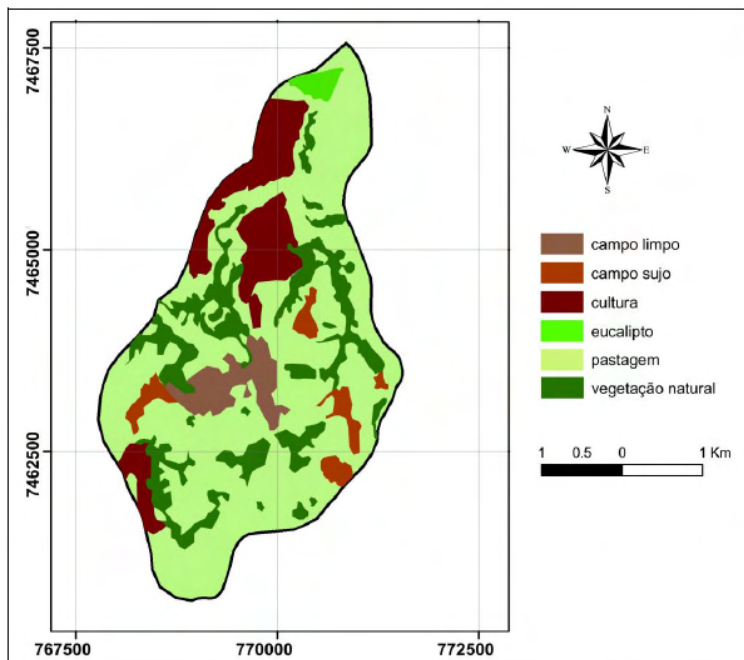 7467500
7465000
7462500
767500
770000
772500
N
W E
S
campo limpo
campo sujo
cultura
eucalipto
pastagem
vegetação natural
1 0.5 0 1 Km